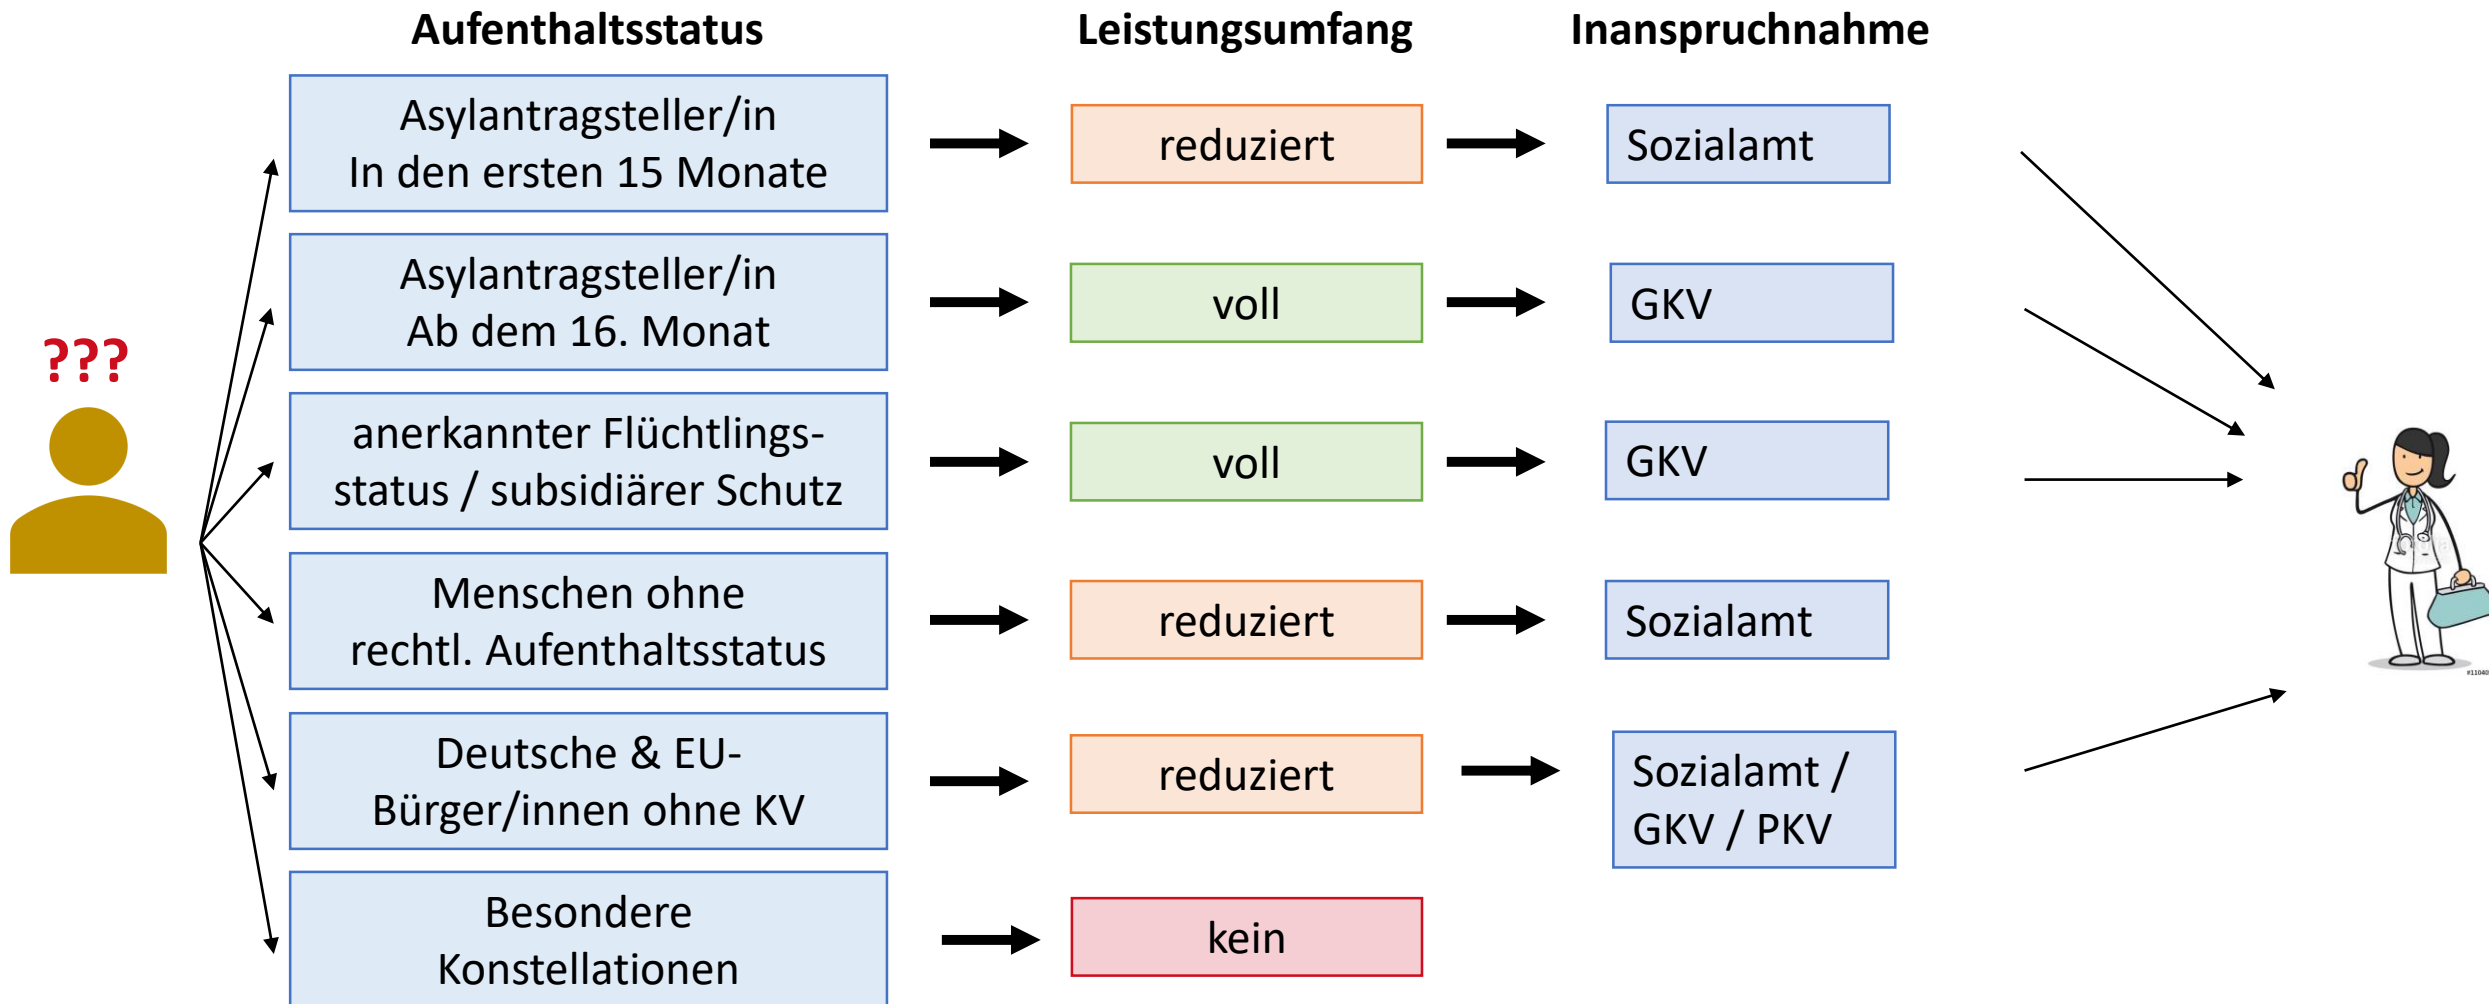 Aufenthaltsstatus
Leistungsumfang
Inanspruchnahme
Asylantragsteller/in
In den ersten 15 Monate
reduziert
Sozialamt
Asylantragsteller/in
Ab dem 16. Monat
voll
GKV
???
anerkannter Flüchtlings-
status / subsidiärer Schutz
voll
GKV
Menschen ohne
rechtl. Aufenthaltsstatus
reduziert
Sozialamt
Deutsche & EU-
Bürger/innen ohne KV
reduziert
Sozialamt /
GKV / PKV
Besondere
Konstellationen
kein